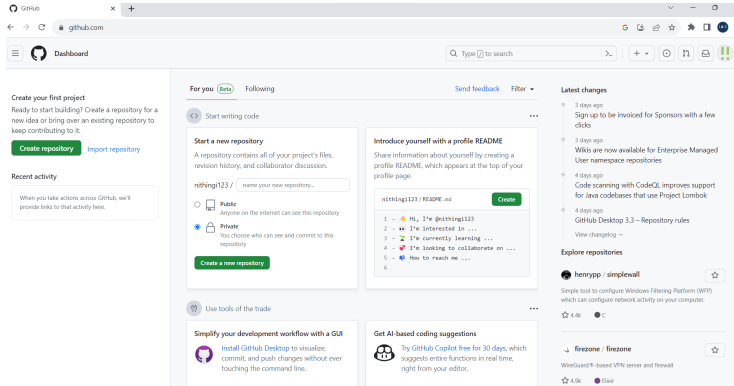 GitHub
github.com
Dashboard
Type / to search
Create your first project
Ready to start building? Create a repository for a
new idea or bring over an existing repository to
keep contributing to it.
Create repository
Import repository
Recent activity
When you take actions across GitHub, we'll
provide links to that activity here.
For you Beta Following
Send feedback Filter
Start writing code
Start a new repository
A repository contains all of your project's files,
revision history, and collaborator discussion.
nithingi123 / name your new repository...
Public
Anyone on the internet can see this repository
Private
You choose who can see and commit to this
repository
Create a new repository
Introduce yourself with a profile README
Share information about yourself by creating a
profile README, which appears at the top of your
profile page.
nithingi123 / README.md
Create
1 - 👋 Hi, I'm @nithingi123
2 - 👀 I'm interested in ...
3 - 🌱 I'm currently learning ...
4 - 💞️ I'm looking to collaborate on ...
5 - 📫 How to reach me ...
6
Use tools of the trade
Simplify your development workflow with a GUI
Install GitHub Desktop to visualize,
commit, and push changes without ever
touching the command line.
Get AI-based coding suggestions
Try GitHub Copilot free for 30 days, which
suggests entire functions in real time,
right from your editor.
Latest changes
3 days ago
Sign up to be invoiced for Sponsors with a few
clicks
3 days ago
Wikis are now available for Enterprise Managed
User namespace repositories
4 days ago
Code scanning with CodeQL improves support
for Java codebases that use Project Lombok
4 days ago
GitHub Desktop 3.3 – Repository rules
View changelog →
Explore repositories
henrypp / simplewall
Simple tool to configure Windows Filtering Platform (WFP)
which can configure network activity on your computer.
4.4k C
firezone / firezone
WireGuard®-based VPN server and firewall
4.9k Elixir